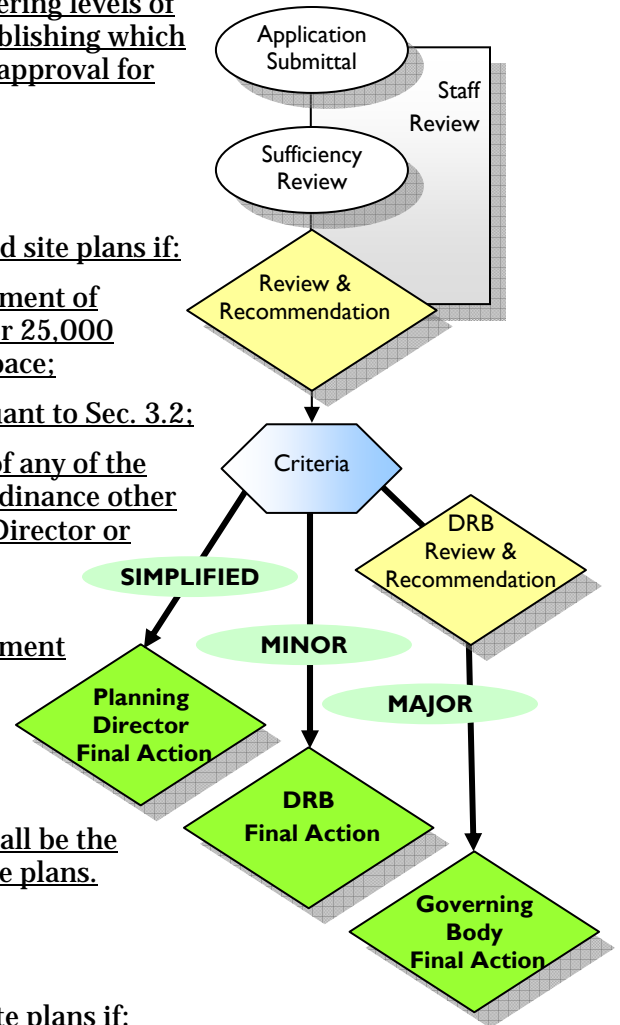 ering levels of
blishing which
approval for
d site plans if:
ment of
r 25,000
pace;
uant to Sec. 3.2;
of any of the
rdinance other
Director or
ment
all be the
e plans.
te plans if:
Application
Submittal
Staff
Review
Sufficiency
Review
Review &
Recommendation
Criteria
DRB
Review &
Recommendation
SIMPLIFIED
MINOR
MAJOR
Planning
Director
Final Action
DRB
Final Action
Governing
Body
Final Action